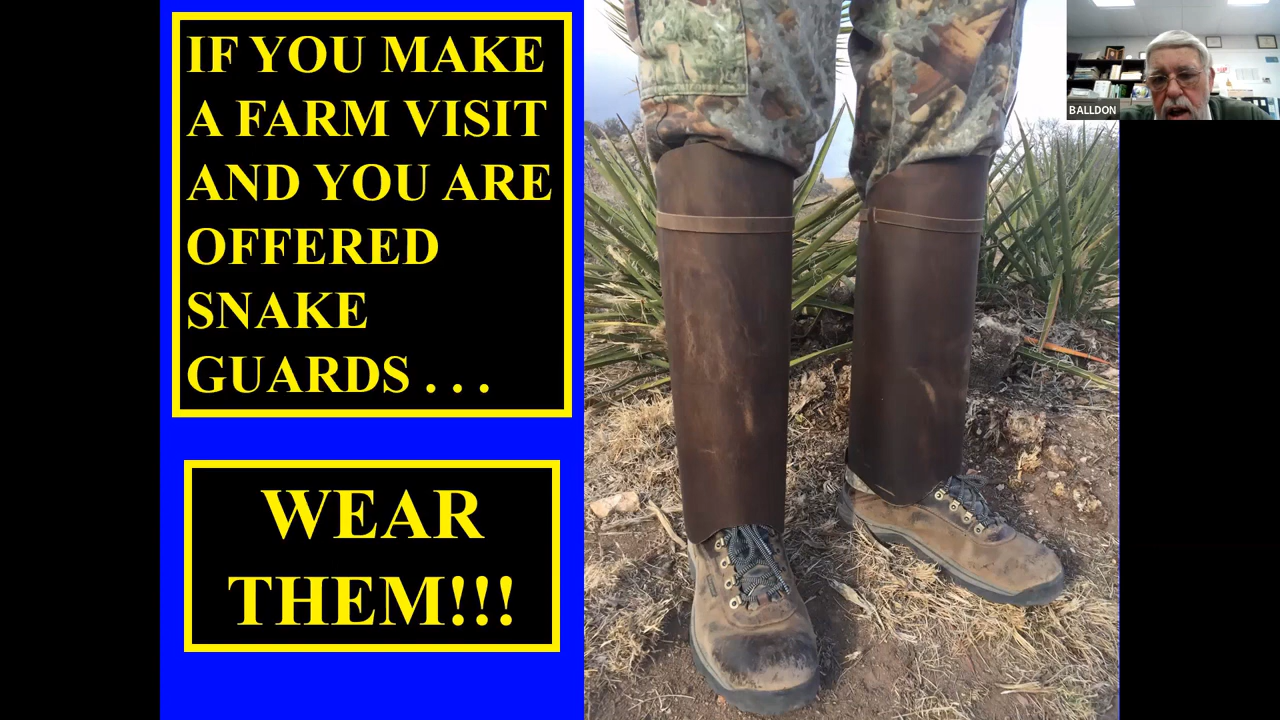 IF YOU MAKE
A FARM VISIT
AND YOU ARE
OFFERED
SNAKE
GUARDS . . .
WEAR
THEM!!!
BALLDON